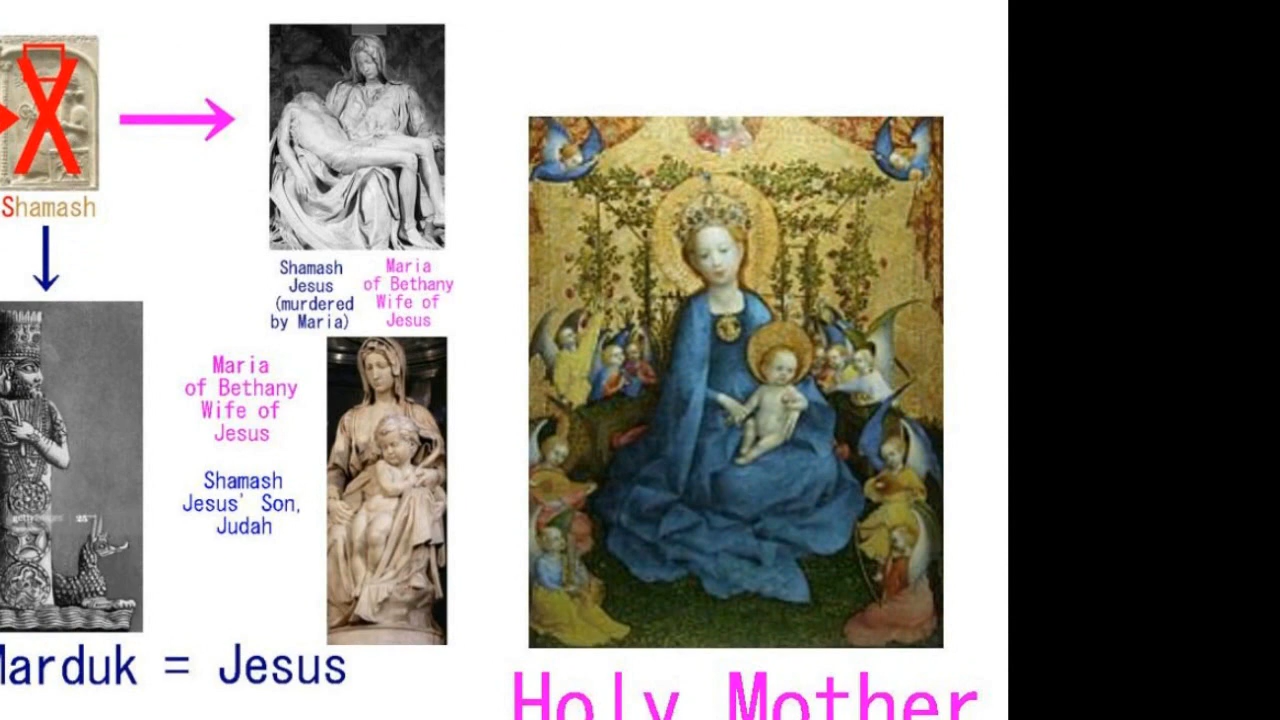 Shamash
Shamash
Jesus
(murdered
by Maria)
Maria
of Bethany
Wife of
Jesus
Maria
of Bethany
Wife of
Jesus
Shamash
Jesus' Son,
Judah
Marduk = Jesus
Holy Mother